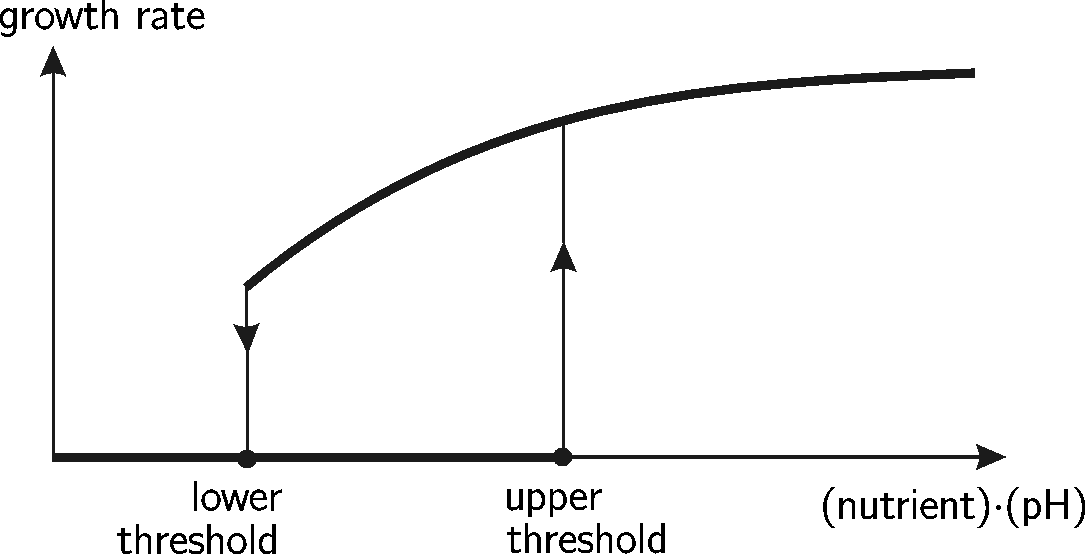 growth rate
lower
threshold
upper
threshold
(nutrient)·(pH)